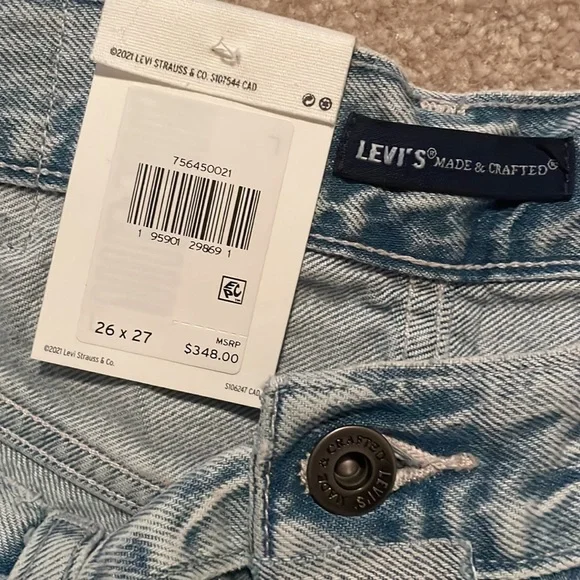 ©2021 LEVI STRAUSS & CO. S107544 CAD
756450021
1 95901 29869 1
26 x 27
MSRP
$348.00
©2021 Levi Strauss & Co.
S106247 CAD
LEVI'S® MADE & CRAFTED®
LEVI'S MADE & CRAFTED